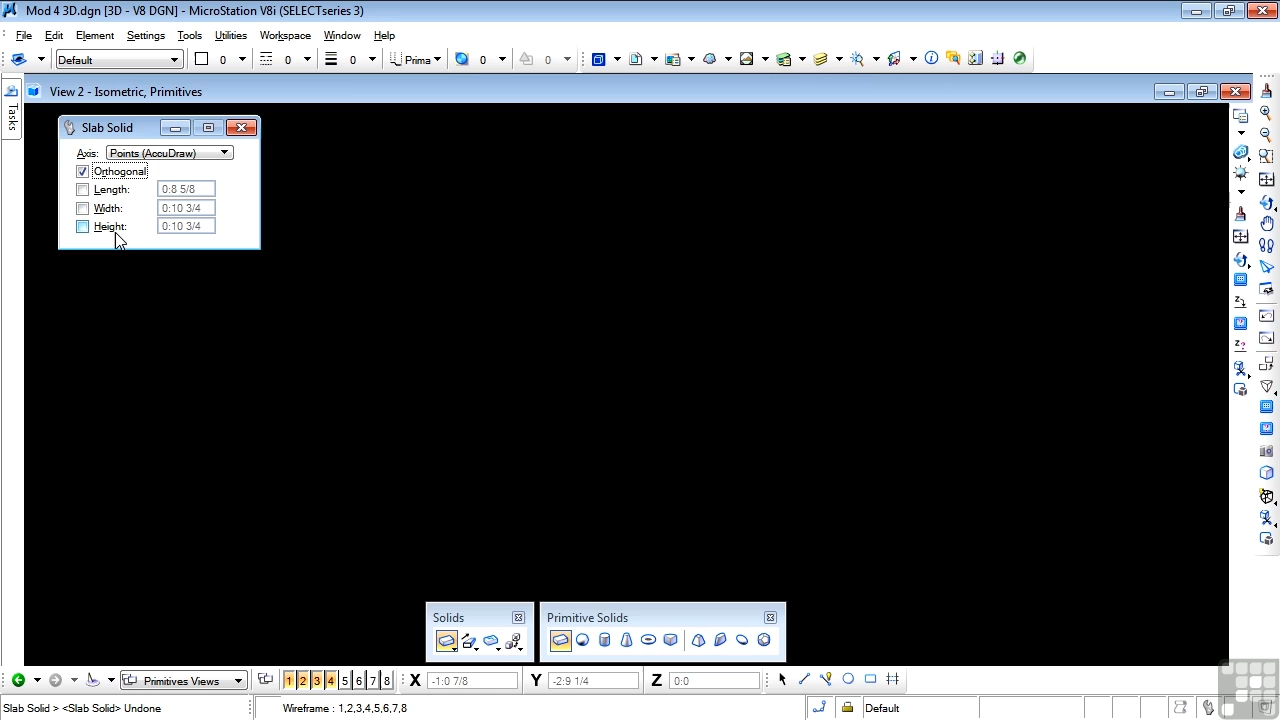 Mod 4 3D.dgn [3D - V8 DGN] - MicroStation V8i (SELECTseries 3)
File Edit Element Settings Tools Utilities Workspace Window Help
Default 0 0 0 Prima 0 0
View 2 - Isometric, Primitives
Tasks
Slab Solid
Axis: Points (AccuDraw)
Orthogonal
Length: 0:8 5/8
Width: 0:10 3/4
Height: 0:10 3/4
Solids Primitive Solids
Primitives Views 1 2 3 4 5 6 7 8 X -1:0 7/8 Y -2:9 1/4 Z 0:0
Slab Solid > <Slab Solid> Undone Wireframe : 1,2,3,4,5,6,7,8 Default